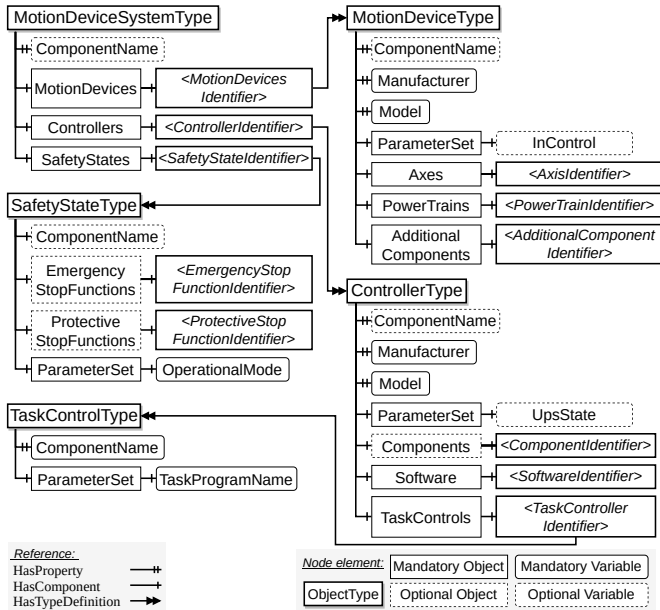 MotionDeviceSystemType
ComponentName
MotionDevices
<MotionDevices
Identifier>
Controllers
<ControllerIdentifier>
SafetyStates
<SafetyStateIdentifier>
SafetyStateType
ComponentName
Emergency
StopFunctions
<EmergencyStop
FunctionIdentifier>
Protective
StopFunctions
<ProtectiveStop
FunctionIdentifier>
ParameterSet
OperationalMode
TaskControlType
ComponentName
ParameterSet
TaskProgramName
MotionDeviceType
ComponentName
Manufacturer
Model
ParameterSet
InControl
Axes
<AxisIdentifier>
PowerTrains
<PowerTrainIdentifier>
Additional
Components
<AdditionalComponent
Identifier>
ControllerType
ComponentName
Manufacturer
Model
ParameterSet
UpsState
Components
<ComponentIdentifier>
Software
<SoftwareIdentifier>
TaskControls
<TaskController
Identifier>
Reference:
HasProperty
HasComponent
HasTypeDefinition
Node element:
Mandatory Object
Mandatory Variable
ObjectType
Optional Object
Optional Variable